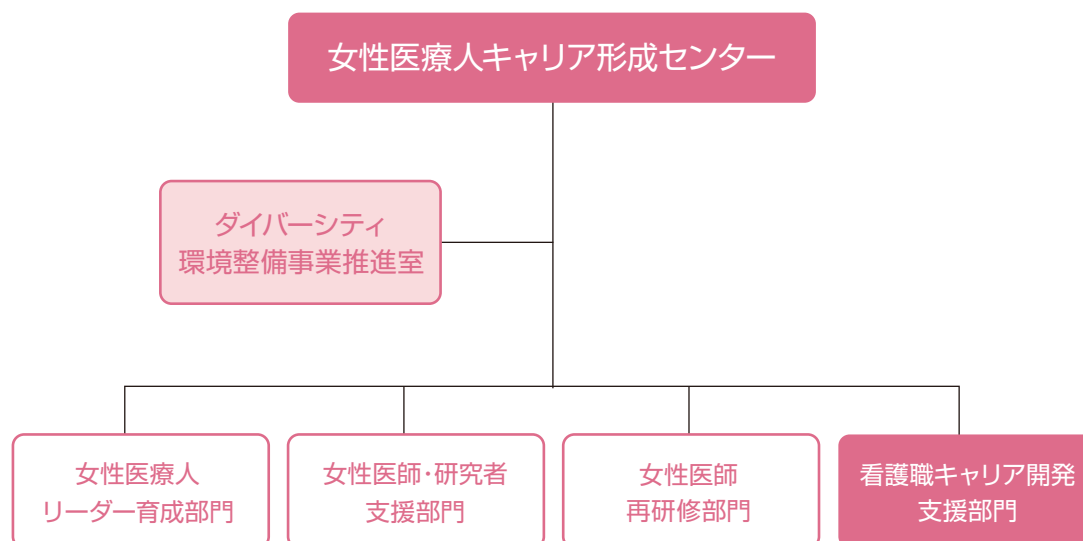 女性医療人キャリア形成センター
ダイバーシティ
環境整備事業推進室
女性医療人
リーダー育成部門
女性医師・研究者
支援部門
女性医師
再研修部門
看護職キャリア開発
支援部門